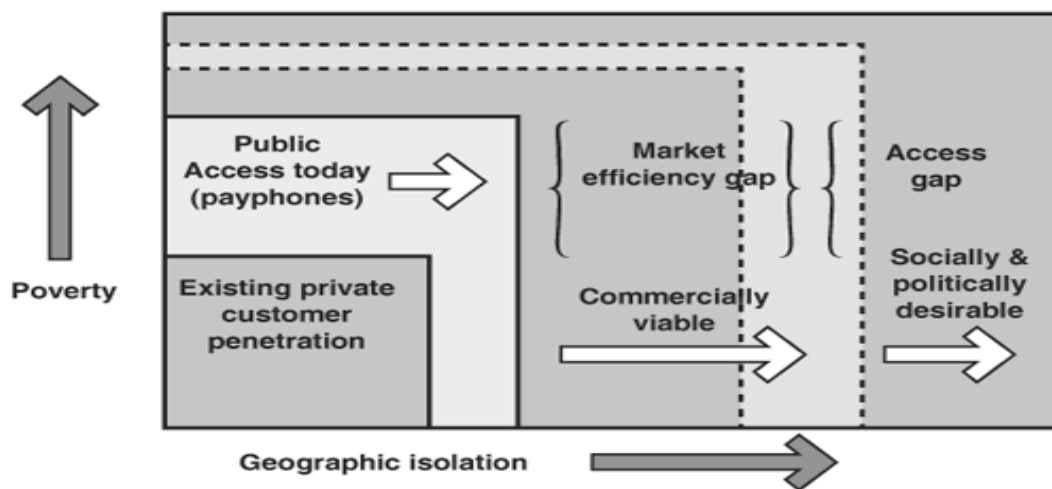 Public
Access today
(payphones)
Market
efficiency gap
Access
gap
Poverty
Existing private
customer
penetration
Commercially
viable
Socially &
politically
desirable
Geographic isolation